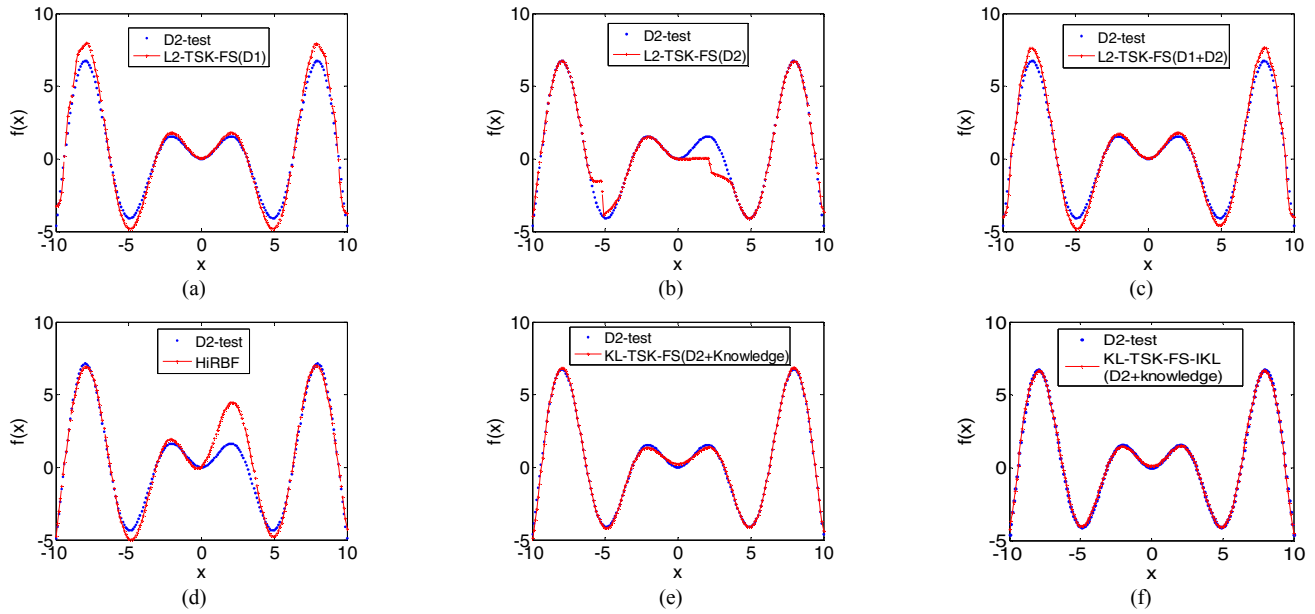 10
5
0
-5
f(x)
D2-test
L2-TSK-FS(D1)
-10 -5 0 5 10
x
(a)
10
5
0
-5
f(x)
D2-test
L2-TSK-FS(D2)
-10 -5 0 5 10
x
(b)
10
5
0
-5
f(x)
D2-test
L2-TSK-FS(D1+D2)
-10 -5 0 5 10
x
(c)
10
5
0
-5
f(x)
D2-test
HiRBF
-10 -5 0 5 10
x
(d)
10
5
0
-5
f(x)
D2-test
KL-TSK-FS(D2+Knowledge)
-10 -5 0 5 10
x
(e)
10
5
0
-5
f(x)
D2-test
KL-TSK-FS-IKL
(D2+knowledge)
-10 -5 0 5 10
x
(f)